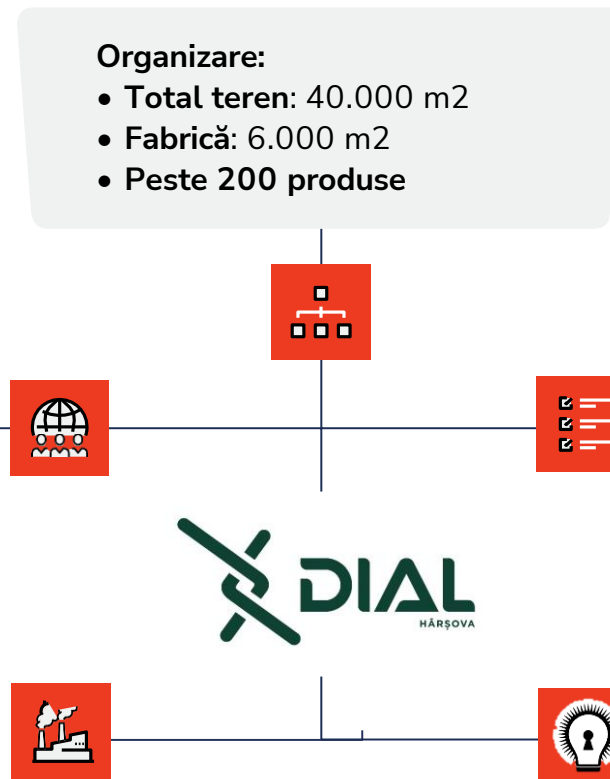 Organizare:
• Total teren: 40.000 m2
• Fabrică: 6.000 m2
• Peste 200 produse
DIAL
HÂRȘOVA